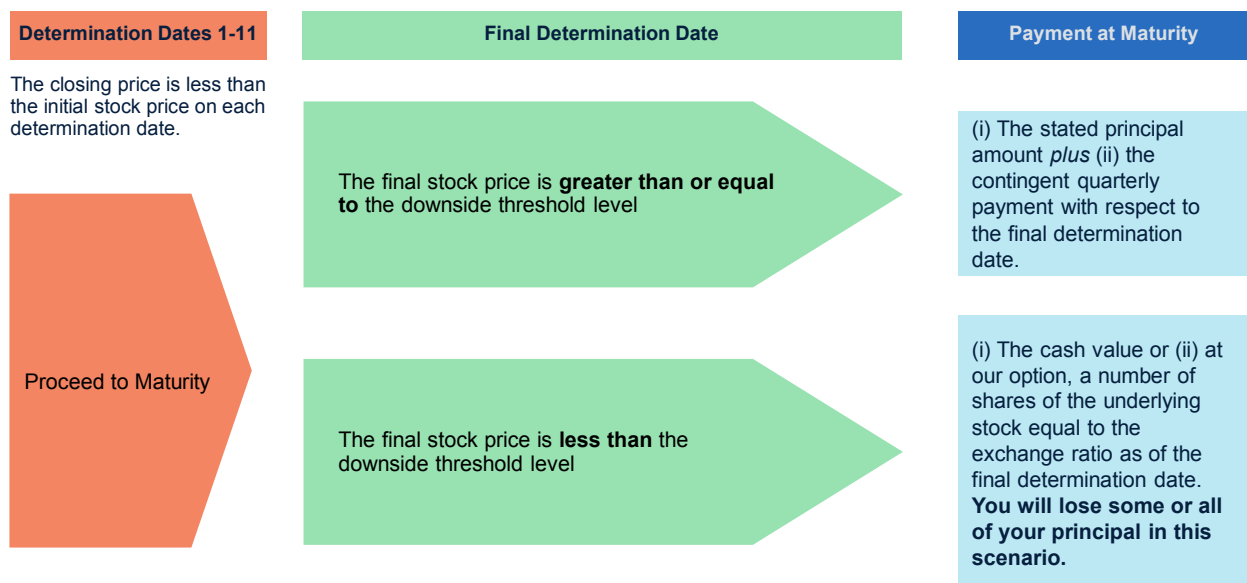 Determination Dates 1-11
The closing price is less than
the initial stock price on each
determination date.
Proceed to Maturity
Final Determination Date
The final stock price is greater than or equal
to the downside threshold level
The final stock price is less than the
downside threshold level
Payment at Maturity
(i) The stated principal
amount plus (ii) the
contingent quarterly
payment with respect to
the final determination
date.
(i) The cash value or (ii) at
our option, a number of
shares of the underlying
stock equal to the
exchange ratio as of the
final determination date.
You will lose some or all
of your principal in this
scenario.